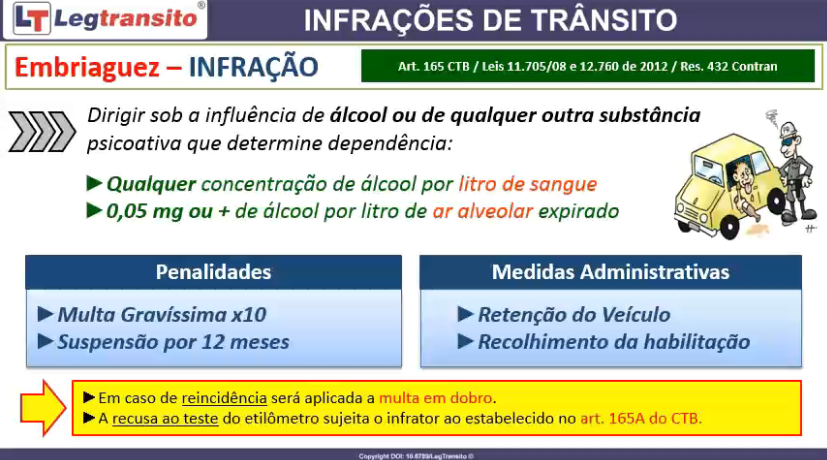 LT Legtransito®
INFRAÇÕES DE TRÂNSITO
Embriaguez – INFRAÇÃO
Art. 165 CTB / Leis 11.705/08 e 12.760 de 2012 / Res. 432 Contran
Dirigir sob a influência de álcool ou de qualquer outra substância
psicoativa que determine dependência:
►Qualquer concentração de álcool por litro de sangue
►0,05 mg ou + de álcool por litro de ar alveolar expirado
Penalidades
►Multa Gravíssima x10
►Suspensão por 12 meses
Medidas Administrativas
►Retenção do Veículo
►Recolhimento da habilitação
►Em caso de reincidência será aplicada a multa em dobro.
►A recusa ao teste do etilômetro sujeita o infrator ao estabelecido no art. 165A do CTB.
Copyright DOI: 10.6789/LegTransito ©